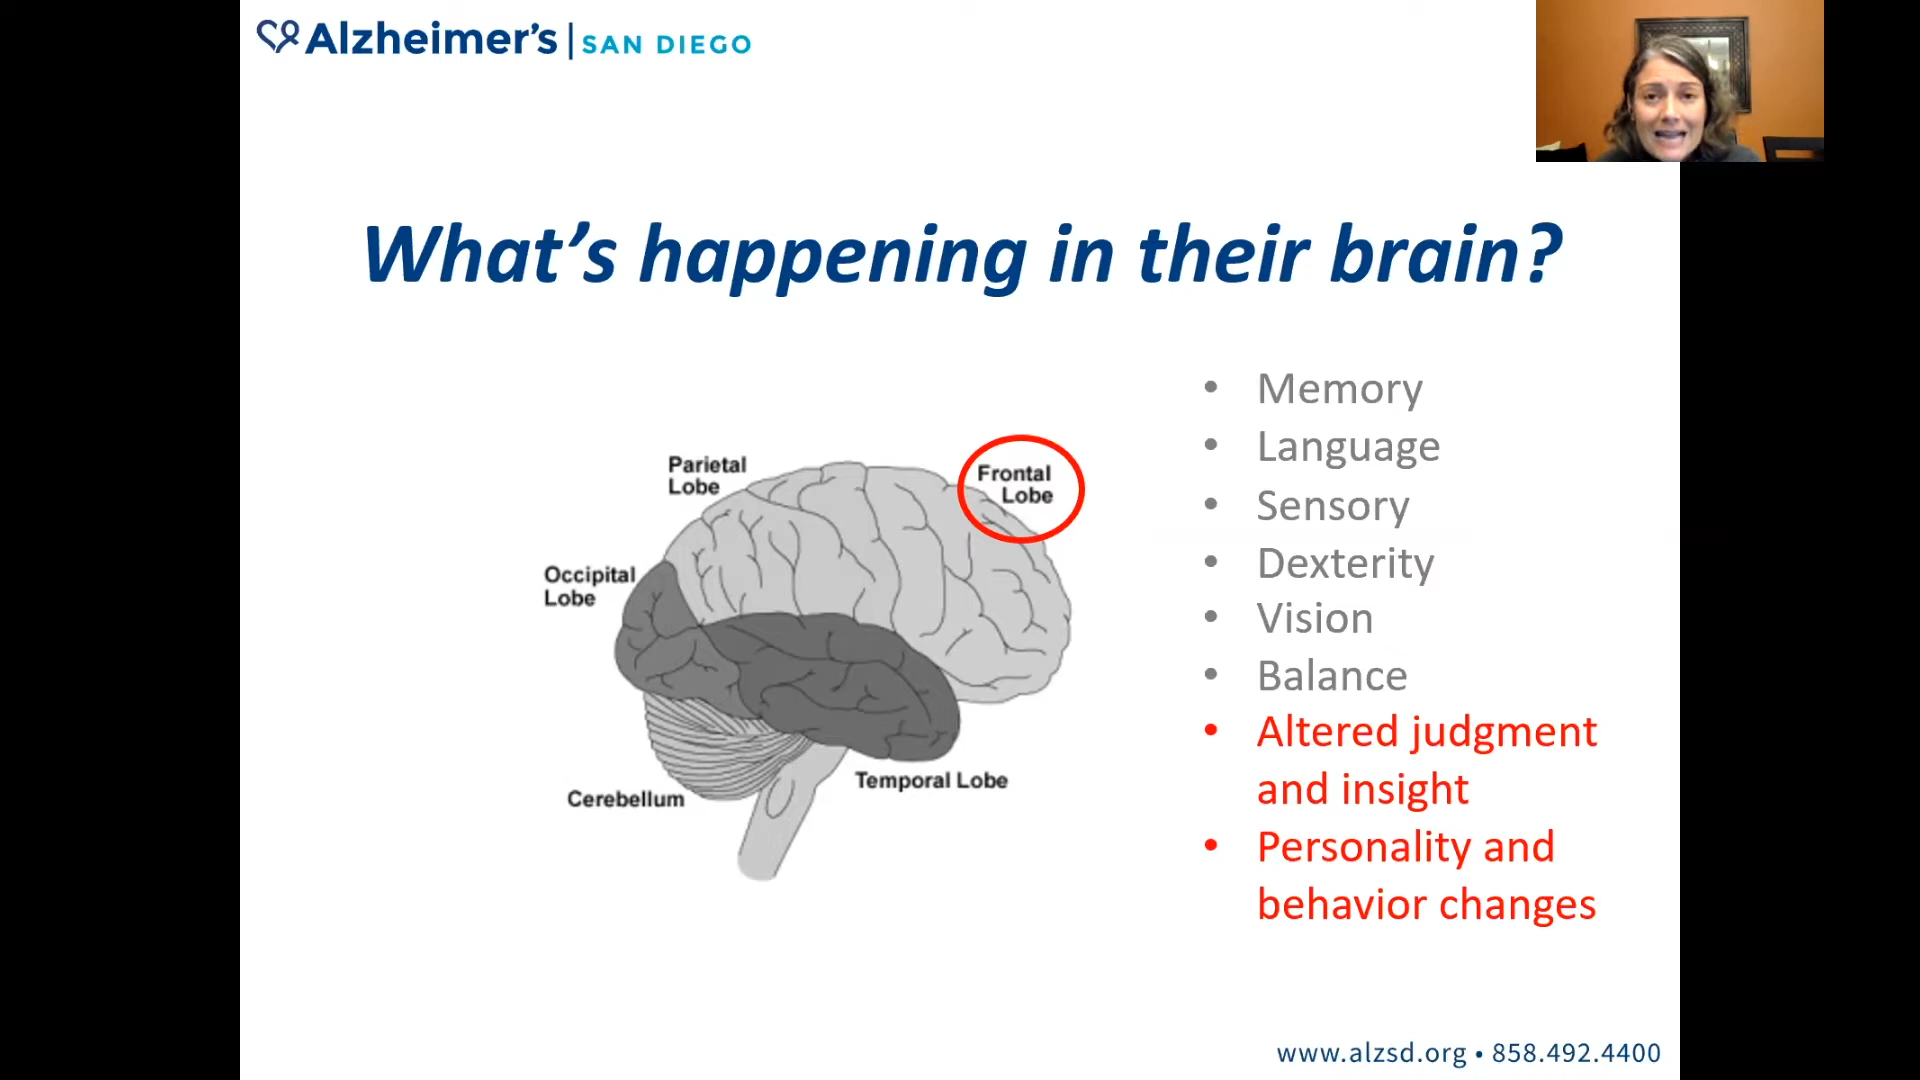 Alzheimer's | SAN DIEGO
What's happening in their brain?
Parietal
Lobe
Frontal
Lobe
Occipital
Lobe
Temporal Lobe
Cerebellum
• Memory
• Language
• Sensory
• Dexterity
• Vision
• Balance
• Altered judgment
and insight
• Personality and
behavior changes
www.alzsd.org • 858.492.4400